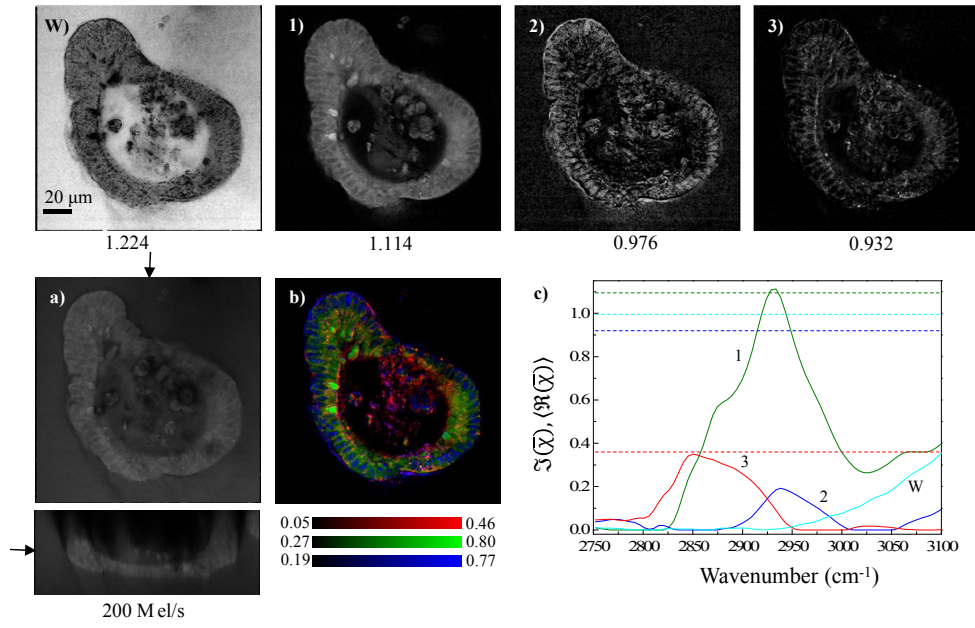 W)
1)
2)
3)
20 μm
1.224
1.114
0.976
0.932
a)
b)
c)
0.05 0.46
0.27 0.80
0.19 0.77
200 M el/s
ℑ(χ̅), ⟨ℜ(χ̅)⟩
1.0
0.8
0.6
0.4
0.2
0.0
1
3
2
W
2750 2800 2850 2900 2950 3000 3050 3100
Wavenumber (cm-1)